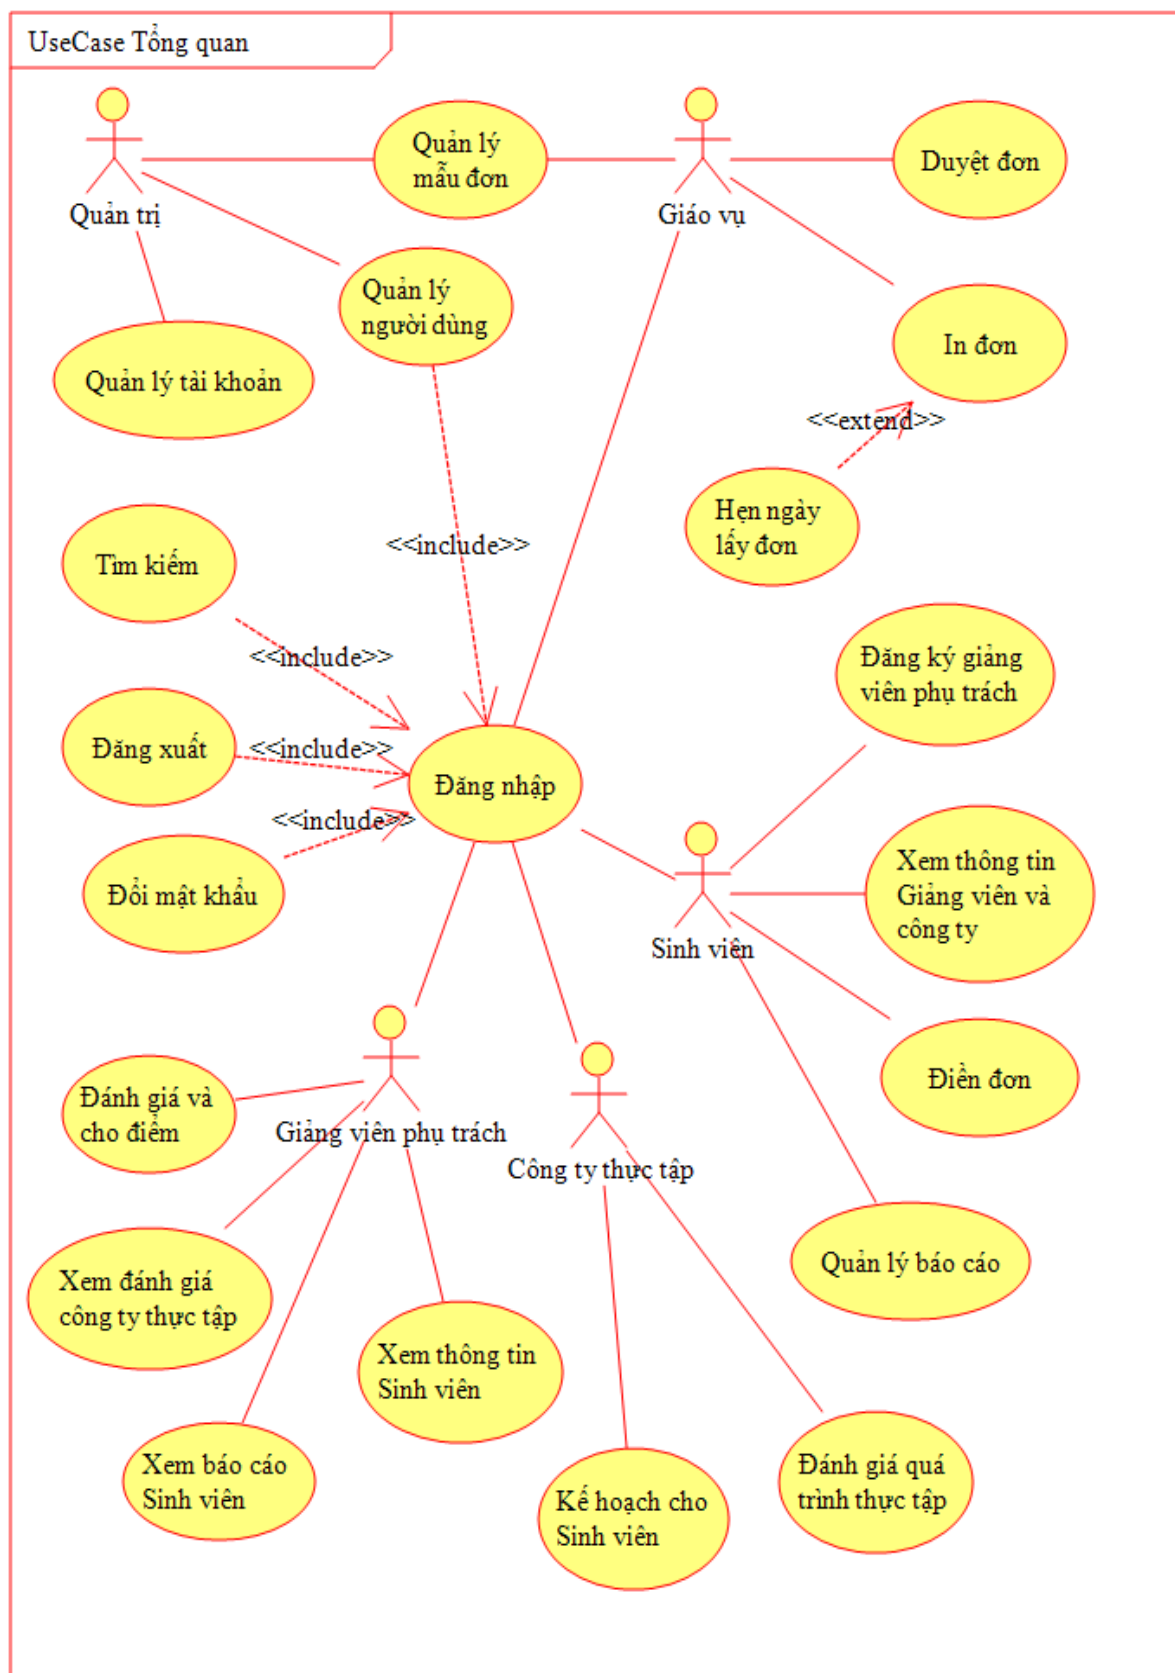 UseCase Tổng quan
Quản lý
mẫu đơn
Duyệt đơn
Quản trị
Giáo vụ
Quản lý
người dùng
In đơn
Quản lý tài khoản
<<extend>>
Hẹn ngày
lấy đơn
<<include>>
Tìm kiếm
<<include>>
Đăng ký giảng
viên phụ trách
Đăng xuất
<<include>>
Đăng nhập
<<include>>
Đổi mật khẩu
Xem thông tin
Giảng viên và
công ty
Sinh viên
Điền đơn
Đánh giá và
cho điểm
Giảng viên phụ trách
Công ty thực tập
Quản lý báo cáo
Xem đánh giá
công ty thực tập
Xem thông tin
Sinh viên
Xem báo cáo
Sinh viên
Kế hoạch cho
Sinh viên
Đánh giá quá
trình thực tập